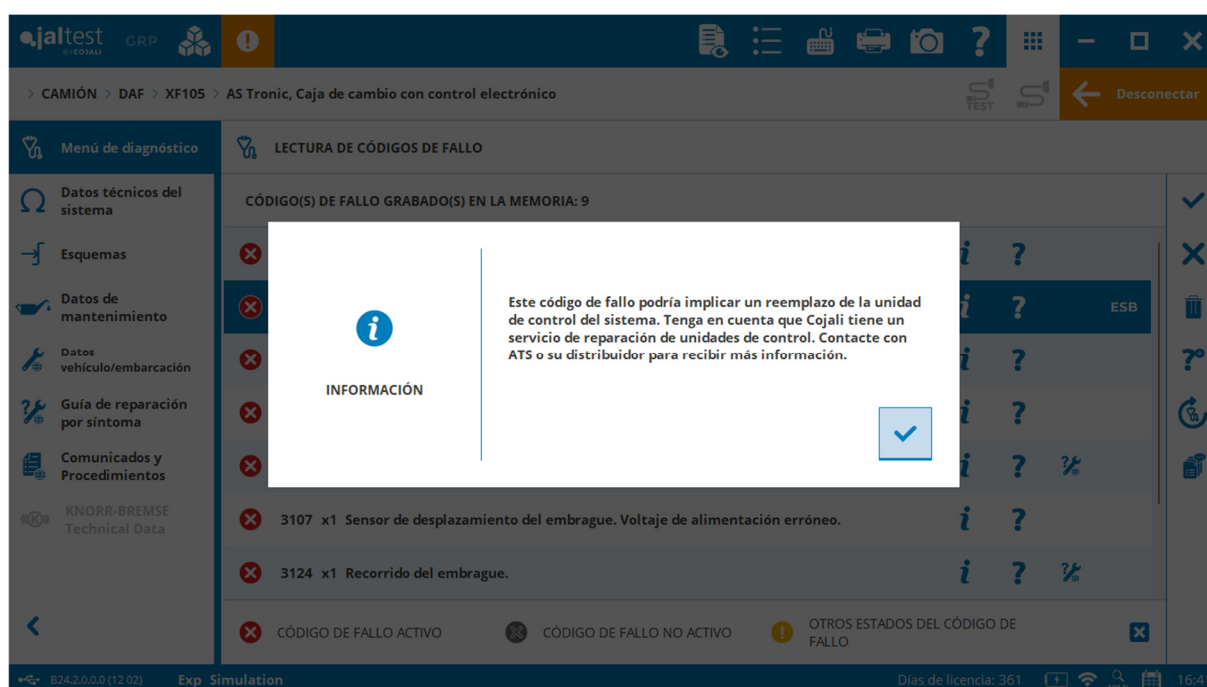 jaltest GRP
BY COJALI
> CAMIÓN > DAF > XF105 > AS Tronic, Caja de cambio con control electrónico
TEST
Desconectar
Menú de diagnóstico
LECTURA DE CÓDIGOS DE FALLO
Datos técnicos del
sistema
CÓDIGO(S) DE FALLO GRABADO(S) EN LA MEMORIA: 9
Esquemas
Datos de
mantenimiento
ESB
Datos
vehículo/embarcación
Guía de reparación
por síntoma
Comunicados y
Procedimientos
KNORR-BREMSE
Technical Data
INFORMACIÓN
Este código de fallo podría implicar un reemplazo de la unidad
de control del sistema. Tenga en cuenta que Cojali tiene un
servicio de reparación de unidades de control. Contacte con
ATS o su distribuidor para recibir más información.
3107 x1 Sensor de desplazamiento del embrague. Voltaje de alimentación erróneo.
3124 x1 Recorrido del embrague.
CÓDIGO DE FALLO ACTIVO
CÓDIGO DE FALLO NO ACTIVO
OTROS ESTADOS DEL CÓDIGO DE
FALLO
B24.2.0.0.0 (12 02) Exp Simulation
Días de licencia: 361